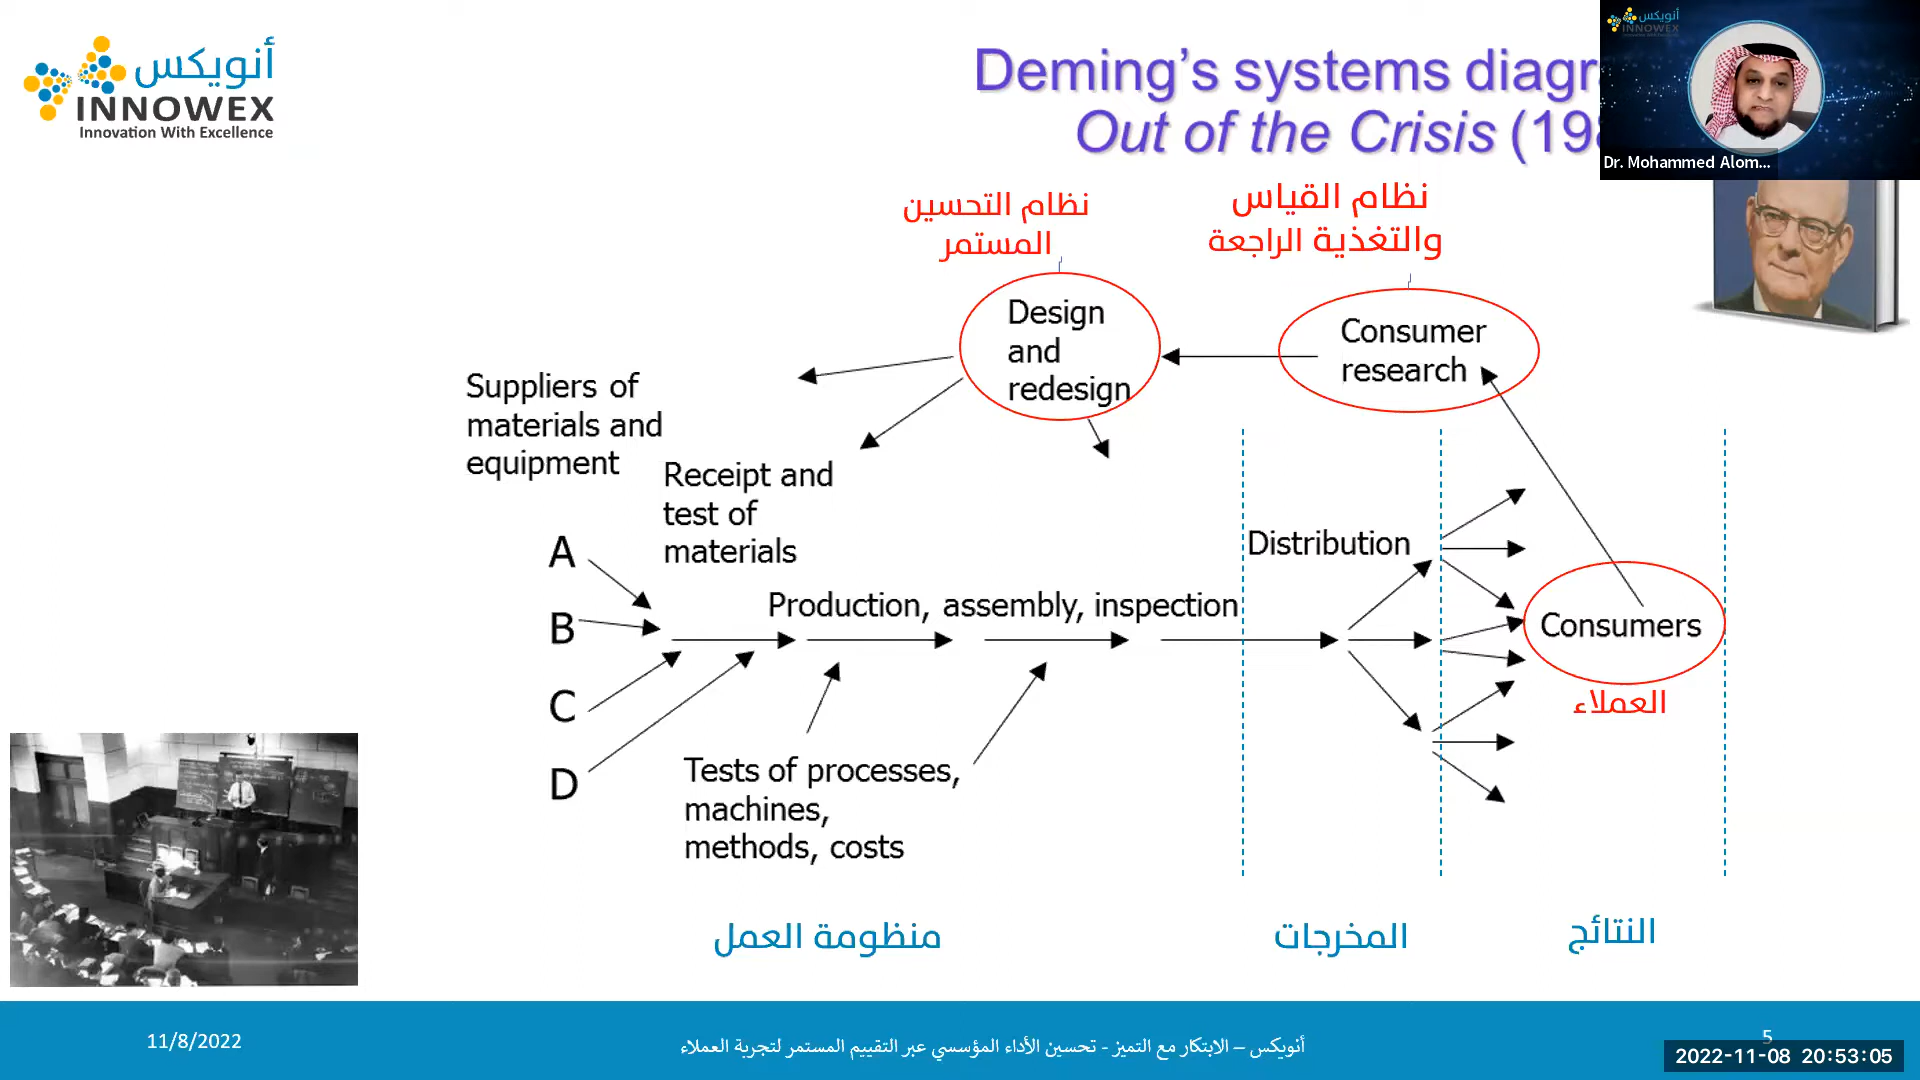 أنويكس
INNOWEX
Innovation With Excellence
Deming's systems diagr
Out of the Crisis (19
أنويكس
INNOWEX
Dr. Mohammed Alom...
نظام التحسين
المستمر
نظام القياس
والتغذية الراجعة
Design
and
redesign
Consumer
research
Suppliers of
materials and
equipment
Receipt and
test of
materials
A
B
C
D
Production, assembly, inspection
Distribution
Consumers
العملاء
Tests of processes,
machines,
methods, costs
منظومة العمل
المخرجات
النتائج
11/8/2022
أنويكس – الابتكار مع التميز - تحسين الأداء المؤسسي عبر التقييم المستمر لتجربة العملاء
5
2022-11-08 20:53:05